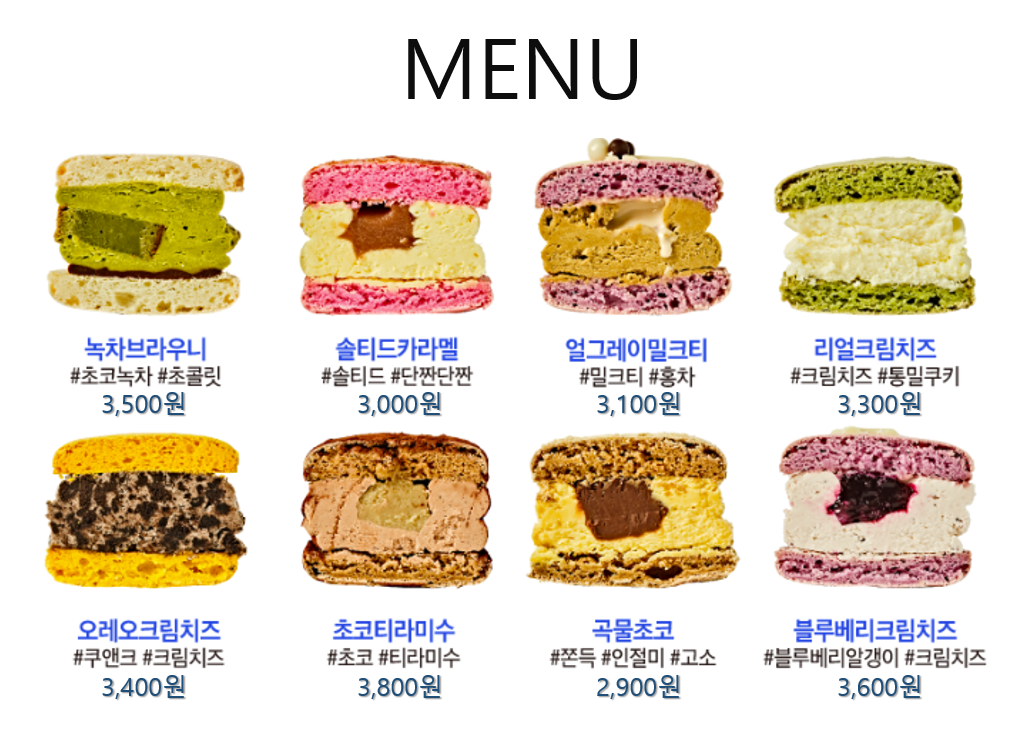 MENU
녹차브라우니
#초코녹차 #초콜릿
3,500원
솔티드카라멜
#솔티드 #단짠단짠
3,000원
얼그레이밀크티
#밀크티 #홍차
3,100원
리얼크림치즈
#크림치즈 #통밀쿠키
3,300원
오레오크림치즈
#쿠앤크 #크림치즈
3,400원
초코티라미수
#초코 #티라미수
3,800원
곡물초코
#쫀득 #인절미 #고소
2,900원
블루베리크림치즈
#블루베리알갱이 #크림치즈
3,600원